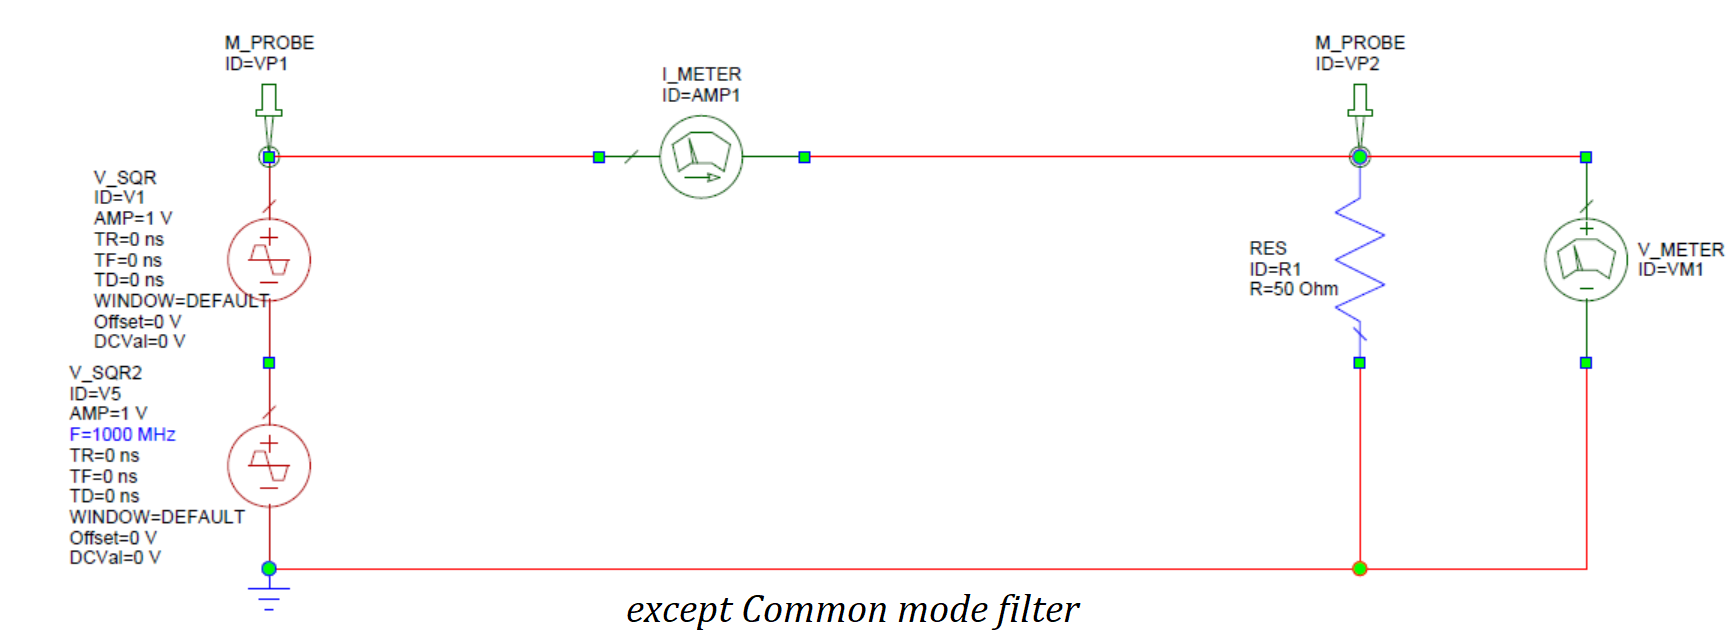 M_PROBE
ID=VP1
I_METER
ID=AMP1
M_PROBE
ID=VP2
V_SQR
ID=V1
AMP=1 V
TR=0 ns
TF=0 ns
TD=0 ns
WINDOW=DEFAULT
Offset=0 V
DCVal=0 V
V_SQR2
ID=V5
AMP=1 V
F=1000 MHz
TR=0 ns
TF=0 ns
TD=0 ns
WINDOW=DEFAULT
Offset=0 V
DCVal=0 V
RES
ID=R1
R=50 Ohm
V_METER
ID=VM1
except Common mode filter